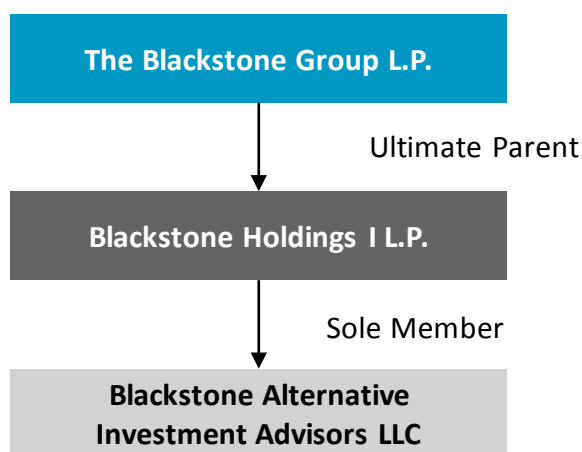 The Blackstone Group L.P.
Ultimate Parent
Blackstone Holdings I L.P.
Sole Member
Blackstone Alternative
Investment Advisors LLC